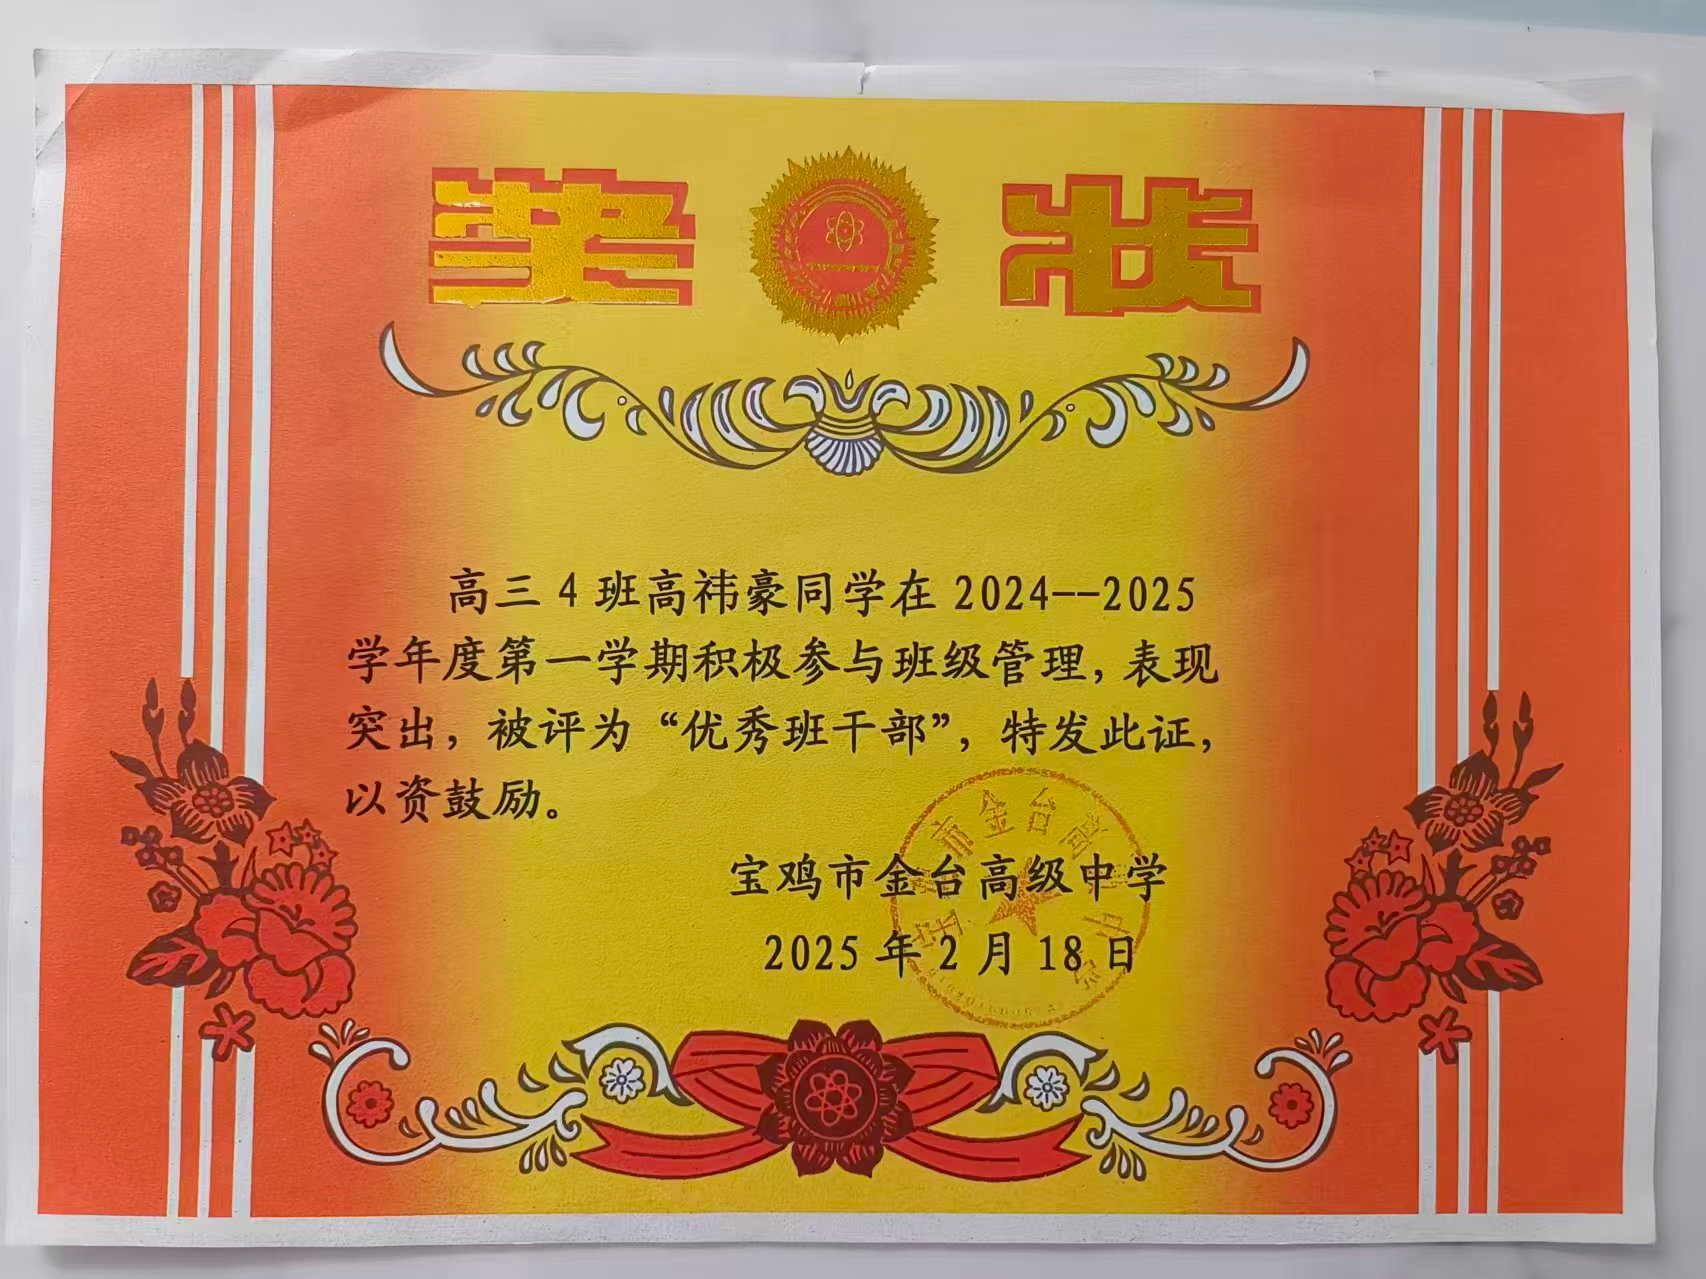 奖状
高三4班高祎豪同学在2024--2025
学年度第一学期积极参与班级管理，表现
突出，被评为“优秀班干部”，特发此证，
以资鼓励。
宝鸡市金台高级中学
2025年2月18日